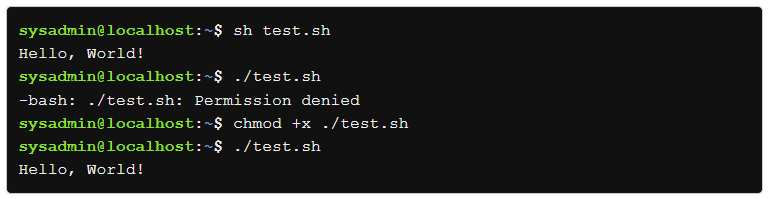 sysadmin@localhost:~$ sh test.sh
Hello, World!
sysadmin@localhost:~$ ./test.sh
-bash: ./test.sh: Permission denied
sysadmin@localhost:~$ chmod +x ./test.sh
sysadmin@localhost:~$ ./test.sh
Hello, World!